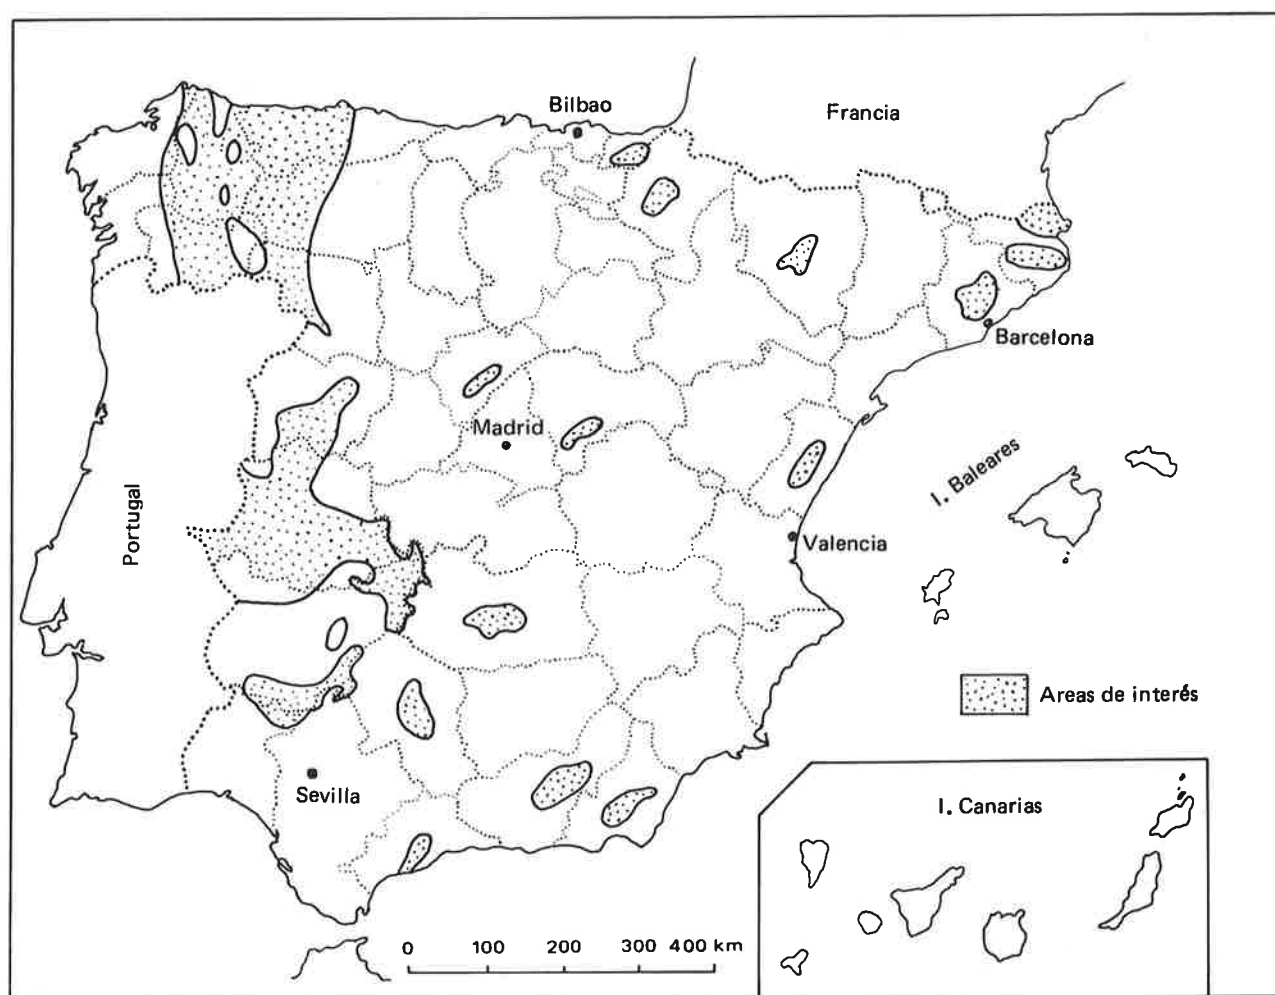 Bilbao
Francia
Barcelona
Madrid
I. Baleares
Portugal
Valencia
Areas de interés
Sevilla
I. Canarias
0 100 200 300 400 km